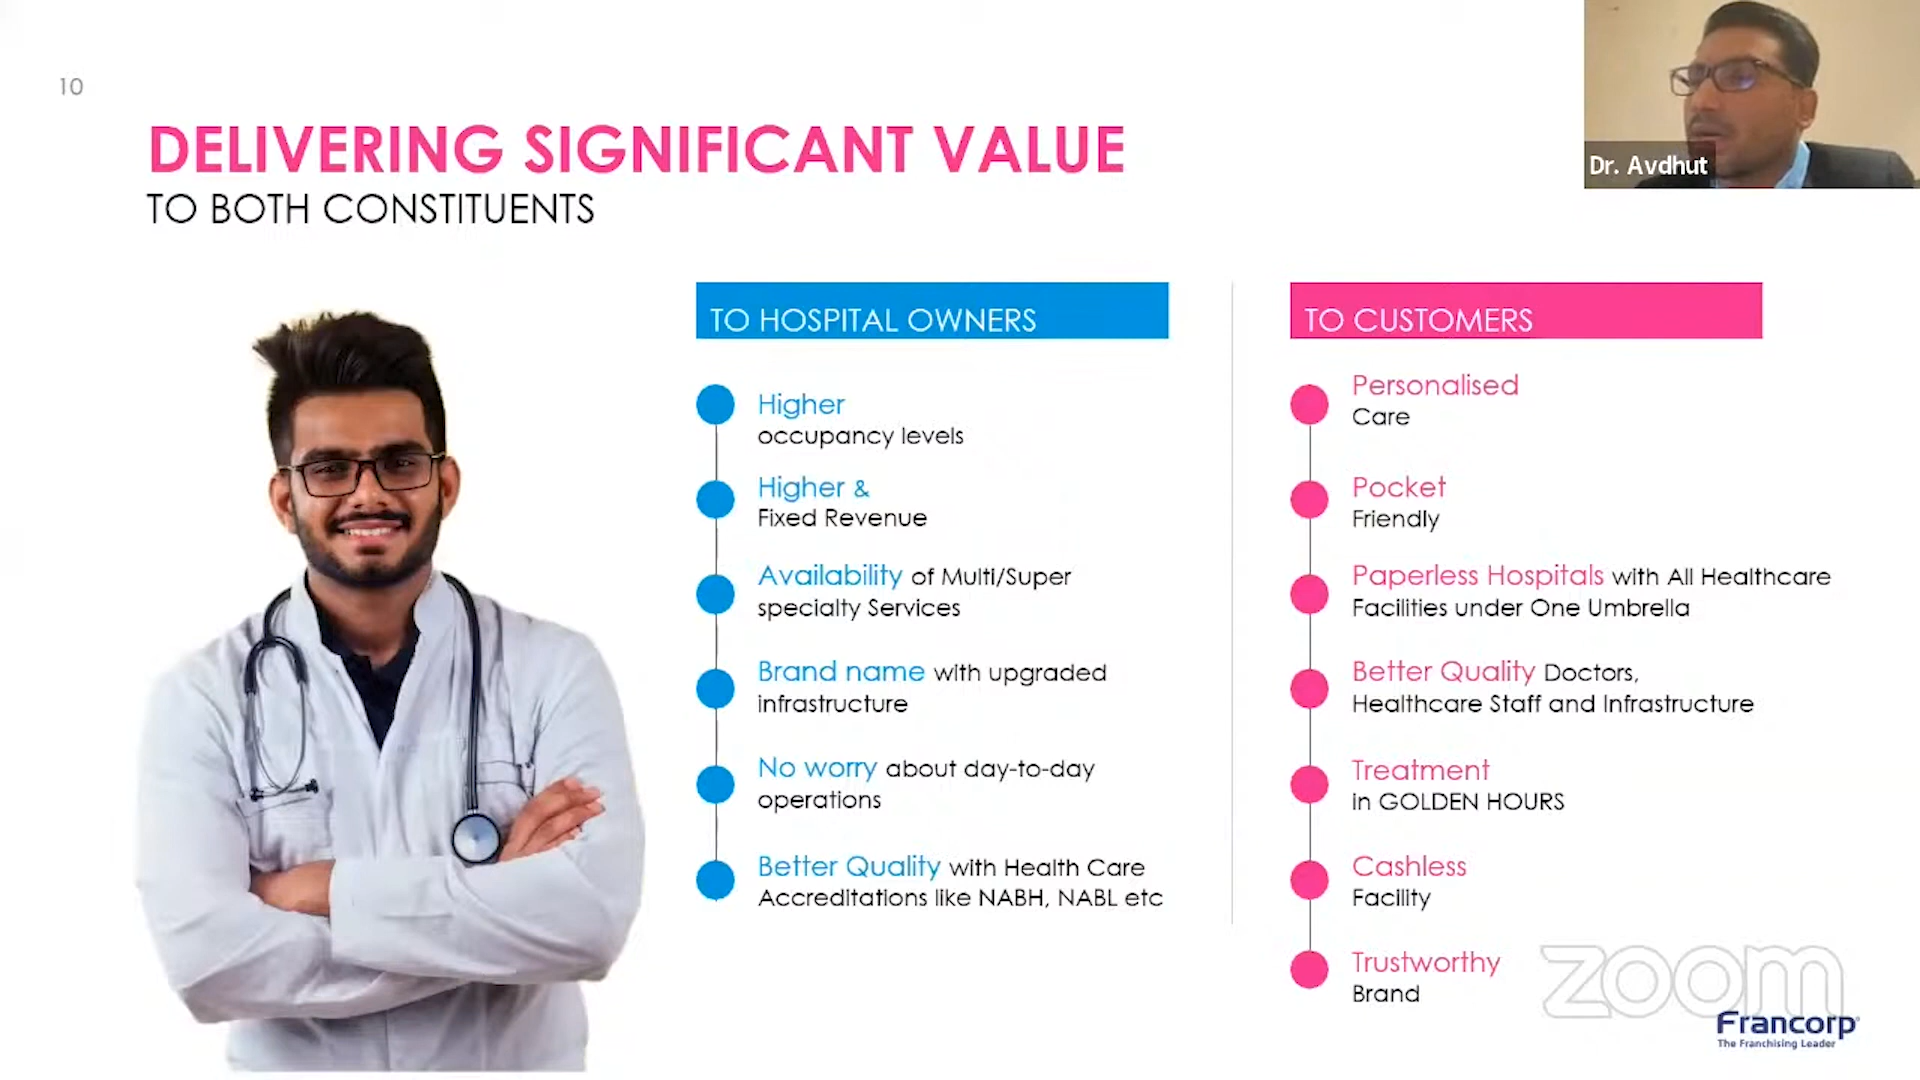 10
DELIVERING SIGNIFICANT VALUE
TO BOTH CONSTITUENTS
Dr. Avdhut
TO HOSPITAL OWNERS
Higher
occupancy levels
Higher &
Fixed Revenue
Availability of Multi/Super
specialty Services
Brand name with upgraded
infrastructure
No worry about day-to-day
operations
Better Quality with Health Care
Accreditations like NABH, NABL etc
TO CUSTOMERS
Personalised
Care
Pocket
Friendly
Paperless Hospitals with All Healthcare
Facilities under One Umbrella
Better Quality Doctors,
Healthcare Staff and Infrastructure
Treatment
in GOLDEN HOURS
Cashless
Facility
Trustworthy
Brand
zoom
Francorp
The Franchising Leader